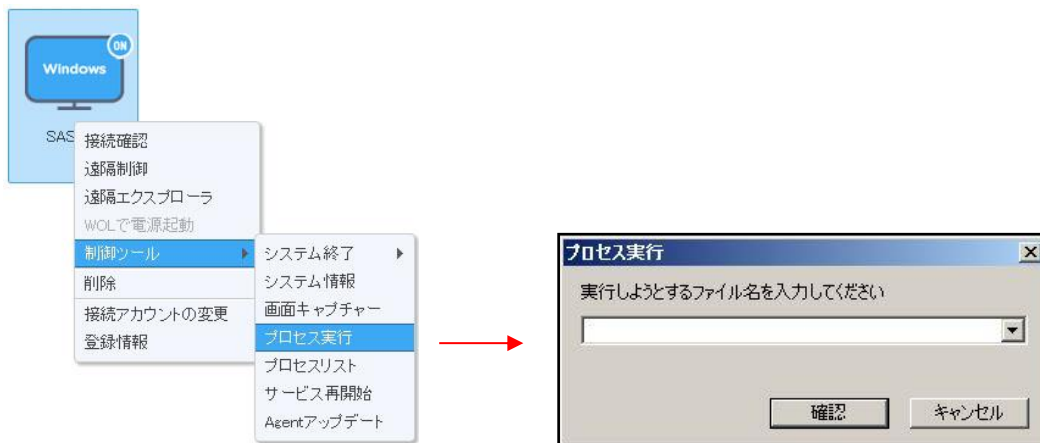 ON
Windows
SAS
接続確認
遠隔制御
遠隔エクスプローラ
WOLで電源起動
制御ツール
削除
接続アカウントの変更
登録情報
システム終了
システム情報
画面キャプチャー
プロセス実行
プロセスリスト
サービス再開始
Agentアップデート
プロセス実行
実行しようとするファイル名を入力してください
確認
キャンセル